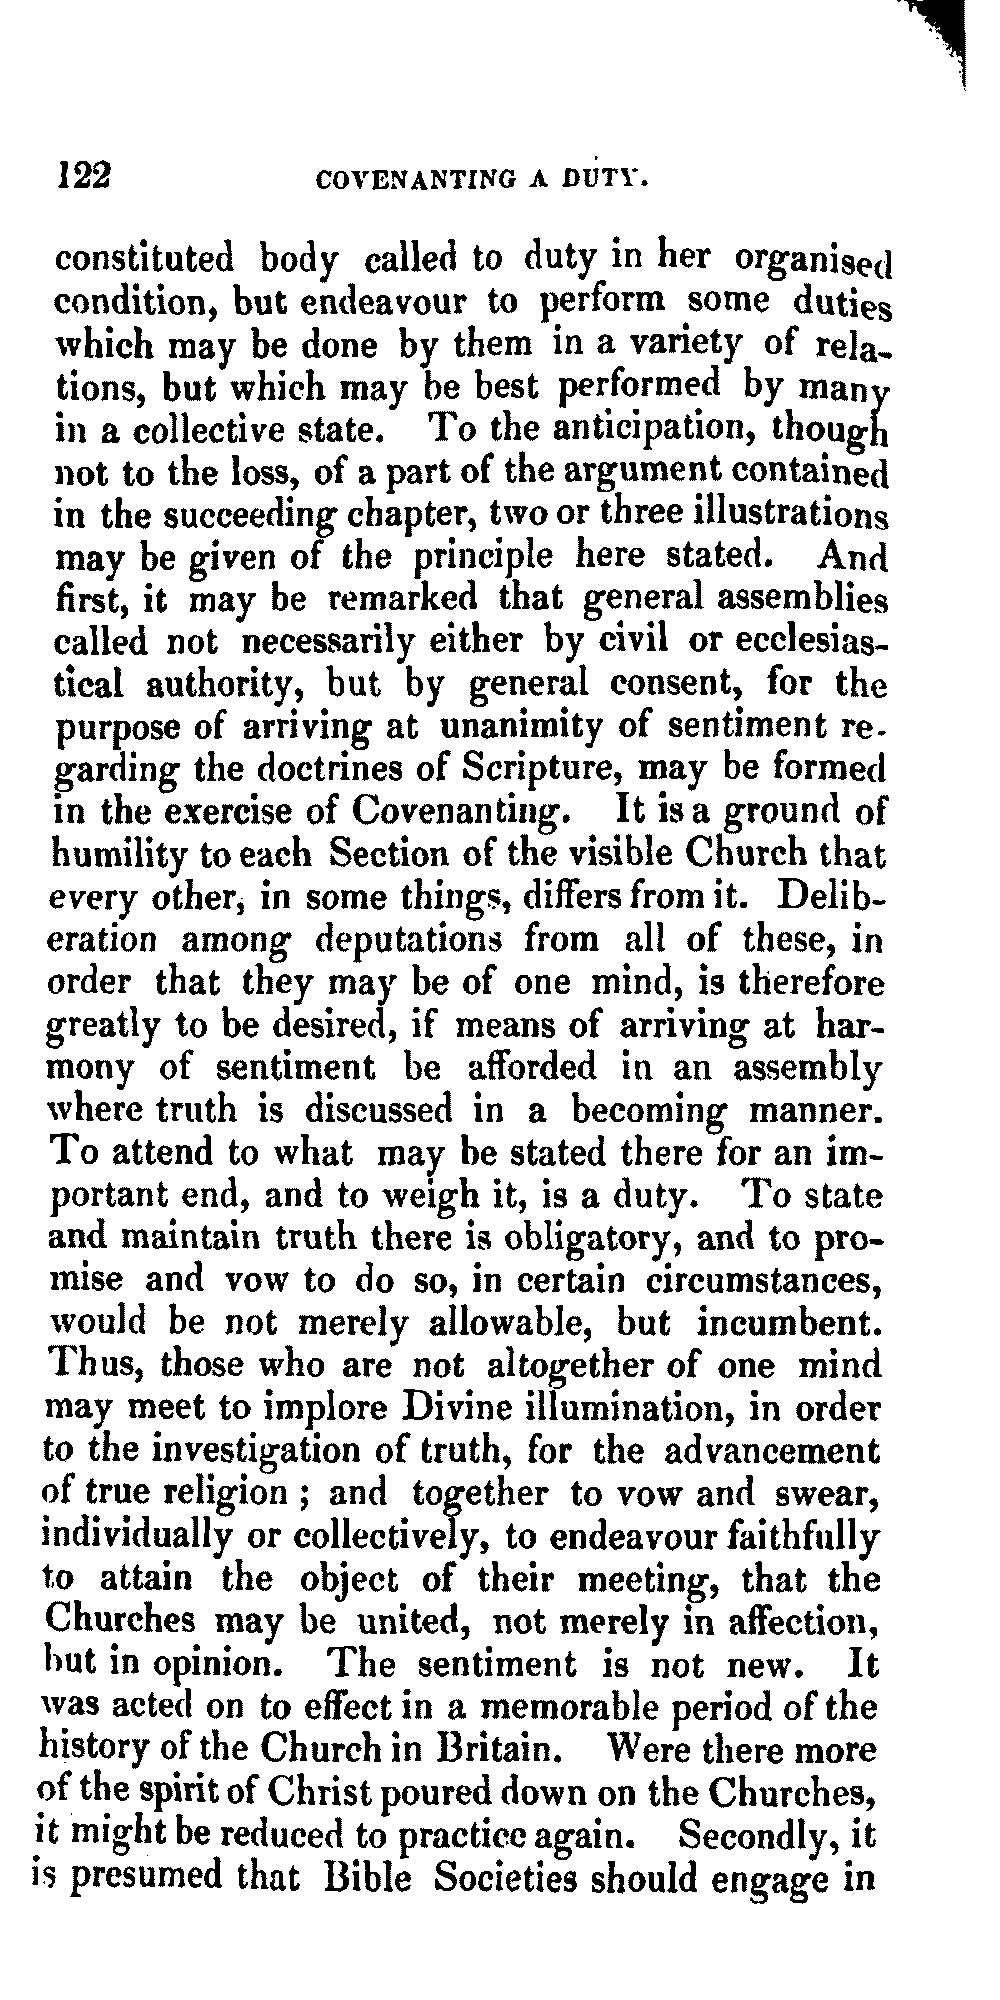 122 COVENANTING A DUTY.
constituted body called to duty in her organised
condition, but endeavour to perform some duties
which may be done by them in a variety of rela-
tions, but which may be best performed by many
in a collective state. To the anticipation, though
not to the loss, of a part of the argument contained
in the succeeding chapter, two or three illustrations
may be given of the principle here stated. And
first, it may be remarked that general assemblies
called not necessarily either by civil or ecclesias-
tical authority, but by general consent, for the
purpose of arriving at unanimity of sentiment re-
garding the doctrines of Scripture, may be formed
in the exercise of Covenanting. It is a ground of
humility to each Section of the visible Church that
every other, in some things, differs from it. Delib-
eration among deputations from all of these, in
order that they may be of one mind, is therefore
greatly to be desired, if means of arriving at har-
mony of sentiment be afforded in an assembly
where truth is discussed in a becoming manner.
To attend to what may be stated there for an im-
portant end, and to weigh it, is a duty. To state
and maintain truth there is obligatory, and to pro-
mise and vow to do so, in certain circumstances,
would be not merely allowable, but incumbent.
Thus, those who are not altogether of one mind
may meet to implore Divine illumination, in order
to the investigation of truth, for the advancement
of true religion ; and together to vow and swear,
individually or collectively, to endeavour faithfully
to attain the object of their meeting, that the
Churches may be united, not merely in affection,
but in opinion. The sentiment is not new. It
was acted on to effect in a memorable period of the
history of the Church in Britain. Were there more
of the spirit of Christ poured down on the Churches,
it might be reduced to practice again. Secondly, it
is presumed that Bible Societies should engage in